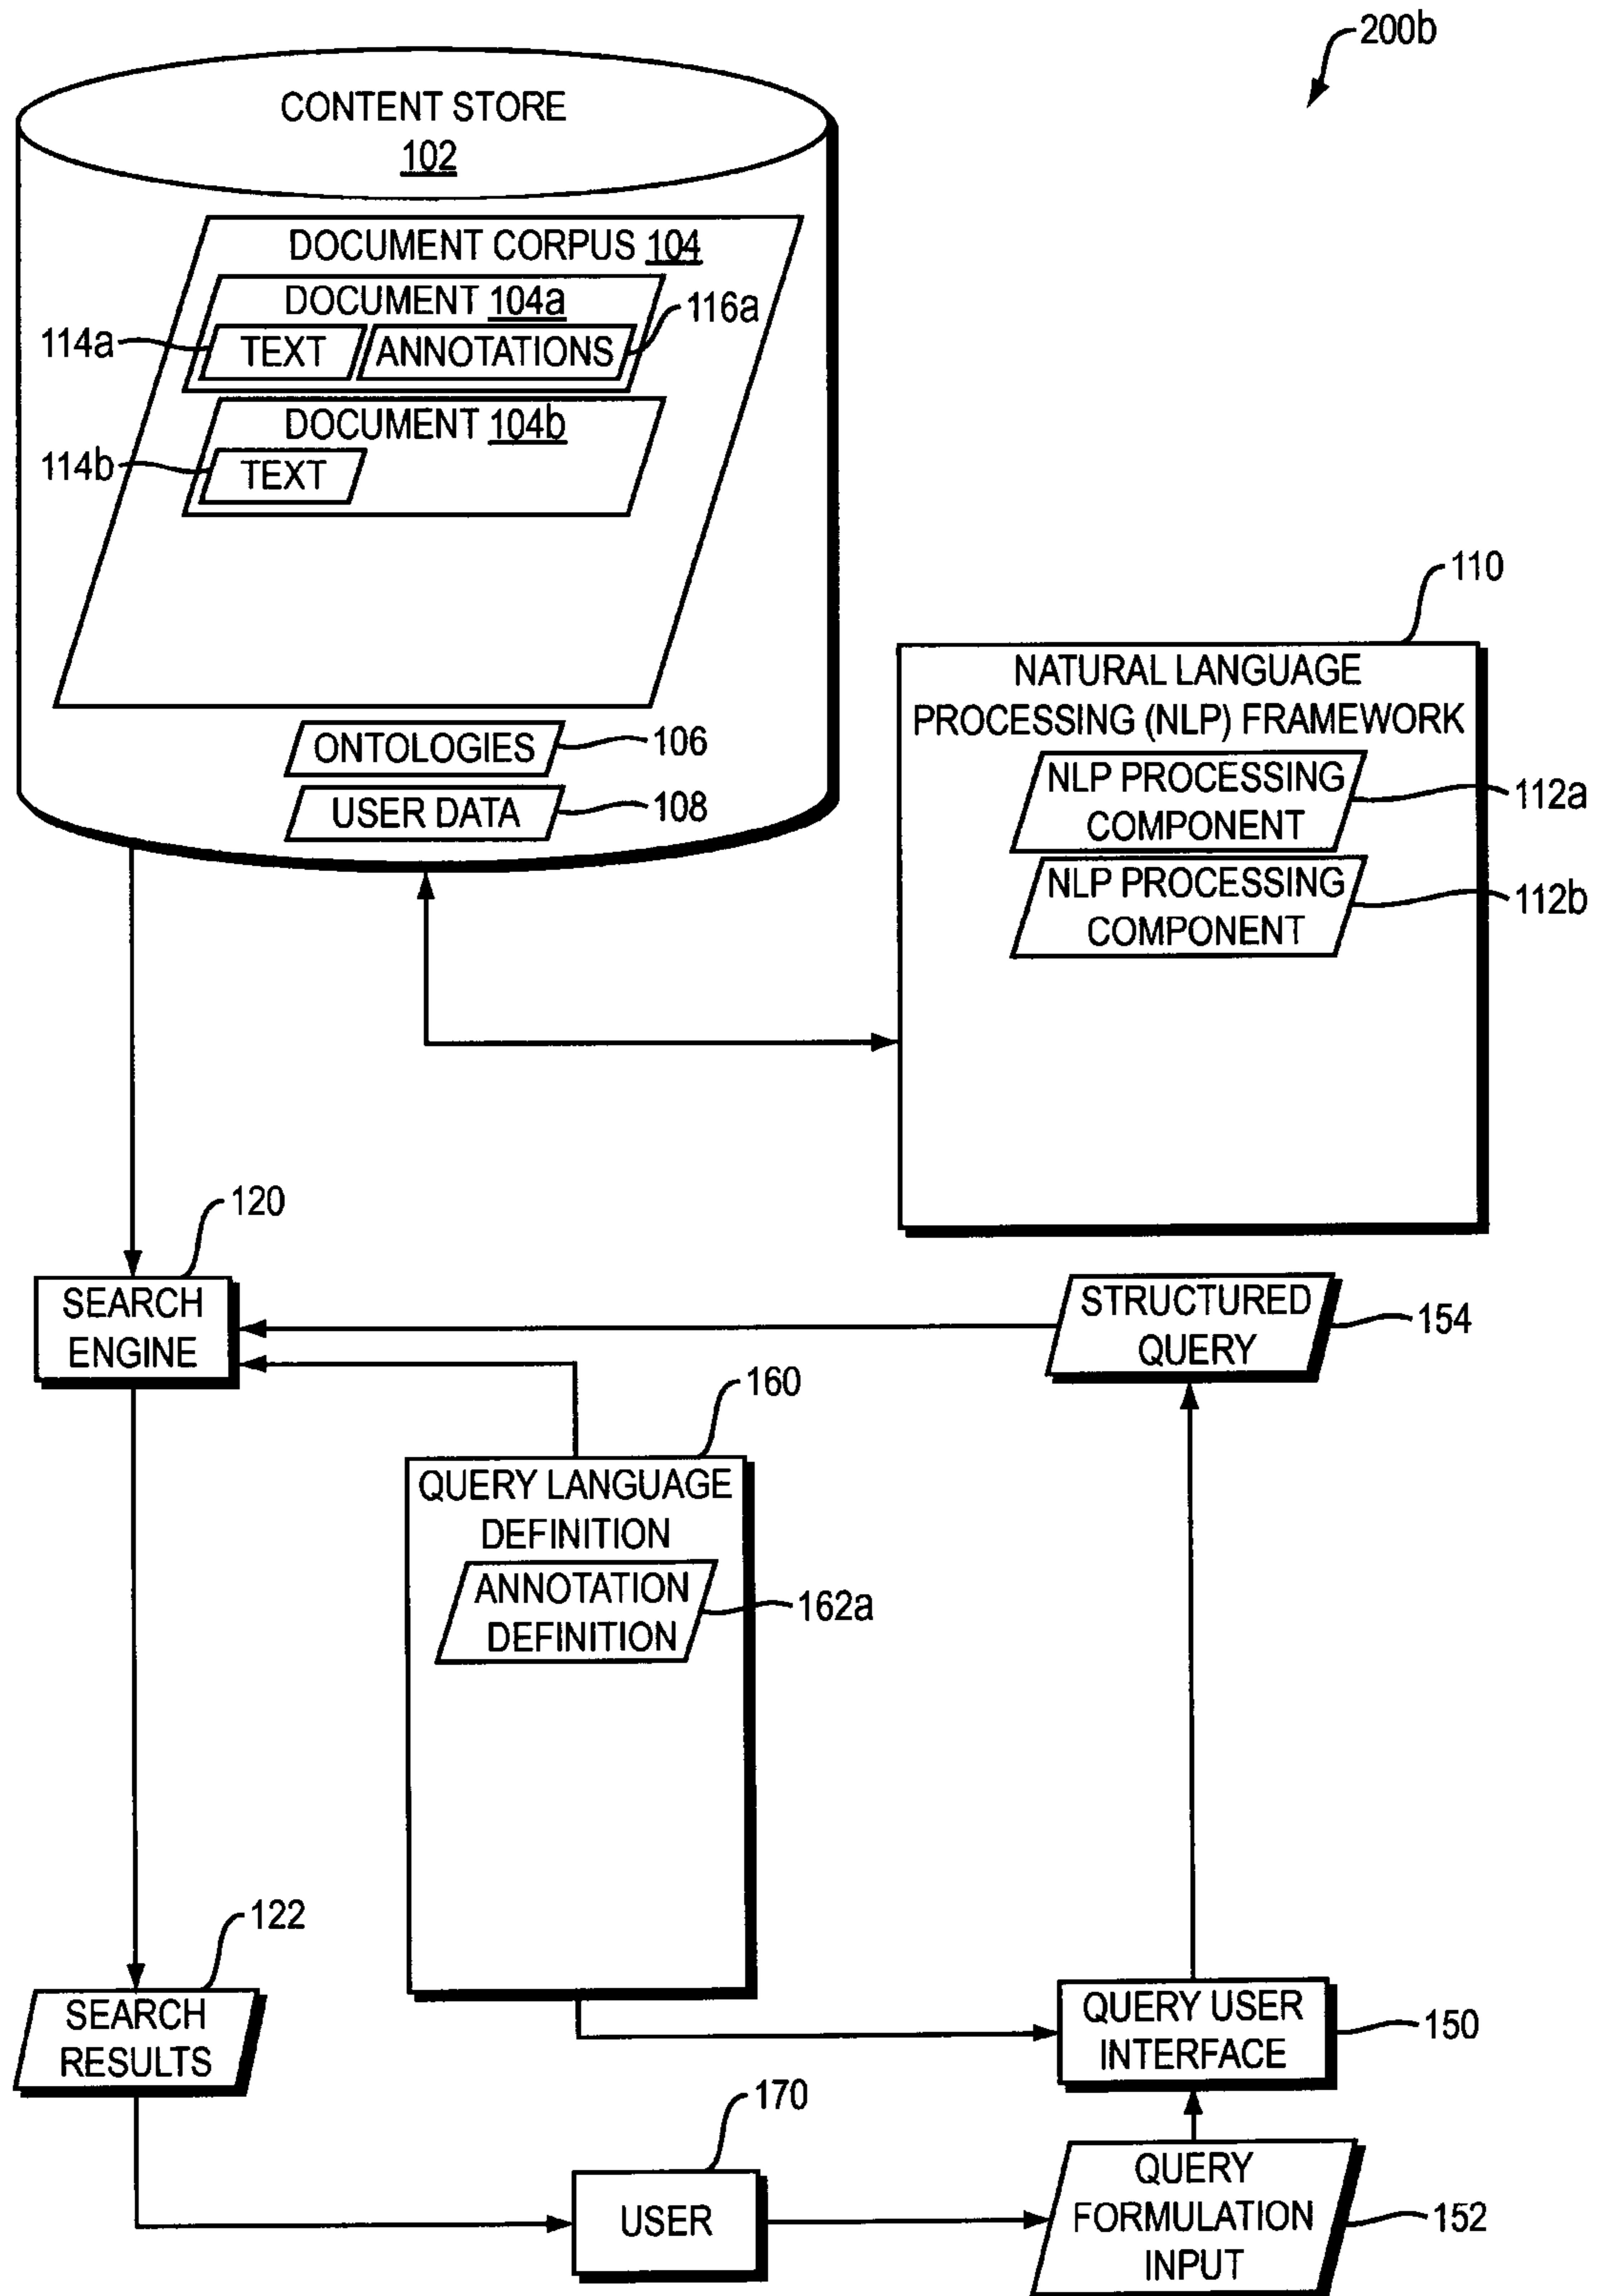 200b
CONTENT STORE
102
DOCUMENT CORPUS 104
DOCUMENT 104a
116a
114a
TEXT
ANNOTATIONS
DOCUMENT 104b
114b
TEXT
110
NATURAL LANGUAGE
PROCESSING (NLP) FRAMEWORK
ONTOLOGIES
106
NLP PROCESSING
COMPONENT
112a
USER DATA
108
NLP PROCESSING
COMPONENT
112b
120
SEARCH
ENGINE
STRUCTURED
QUERY
154
160
QUERY LANGUAGE
DEFINITION
ANNOTATION
DEFINITION
162a
122
SEARCH
RESULTS
QUERY USER
INTERFACE
150
170
USER
QUERY
FORMULATION
INPUT
152